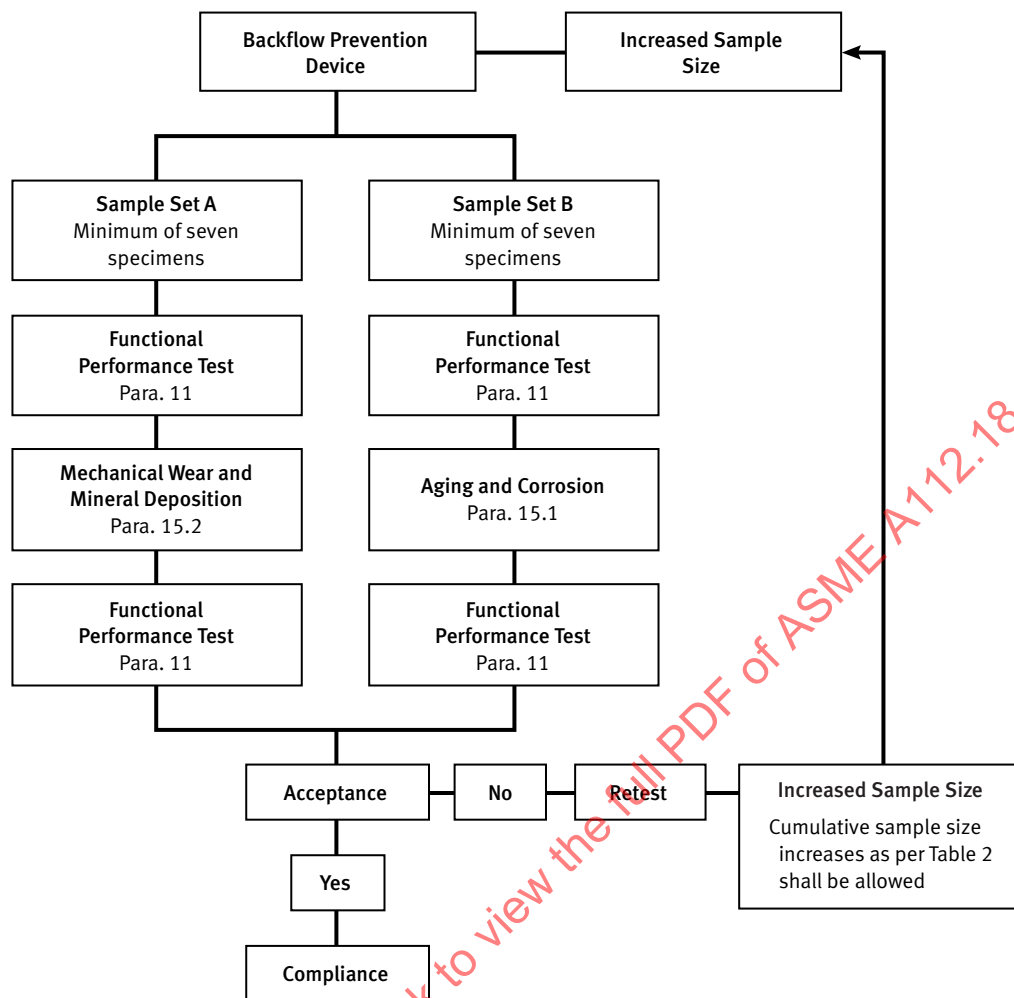 Backflow Prevention
Device
Increased Sample
Size
Sample Set A
Minimum of seven
specimens
Sample Set B
Minimum of seven
specimens
Functional
Performance Test
Para. 11
Functional
Performance Test
Para. 11
Mechanical Wear and
Mineral Deposition
Para. 15.2
Aging and Corrosion
Para. 15.1
Functional
Performance Test
Para. 11
Functional
Performance Test
Para. 11
Acceptance
No
Retest
Increased Sample Size
Cumulative sample size
increases as per Table 2
shall be allowed
Yes
Compliance
to view the full PDF of ASME A112.18